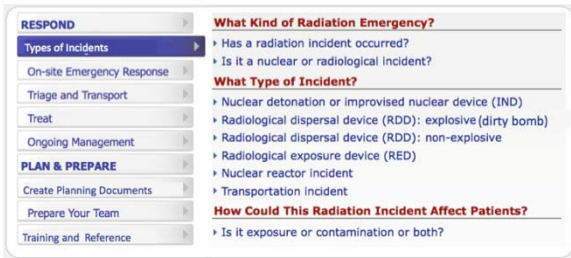 RESPOND
Types of Incidents
On-site Emergency Response
Triage and Transport
Treat
Ongoing Management
PLAN & PREPARE
Create Planning Documents
Prepare Your Team
Training and Reference
What Kind of Radiation Emergency?
Has a radiation incident occurred?
Is it a nuclear or radiological incident?
What Type of Incident?
Nuclear detonation or improvised nuclear device (IND)
Radiological dispersal device (RDD): explosive (dirty bomb)
Radiological dispersal device (RDD): non-explosive
Radiological exposure device (RED)
Nuclear reactor incident
Transportation incident
How Could This Radiation Incident Affect Patients?
Is it exposure or contamination or both?